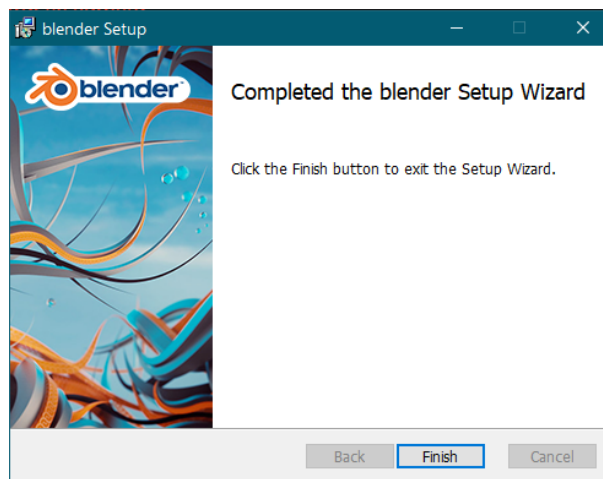 blender Setup
blender
Completed the blender Setup Wizard
Click the Finish button to exit the Setup Wizard.
Back
Finish
Cancel